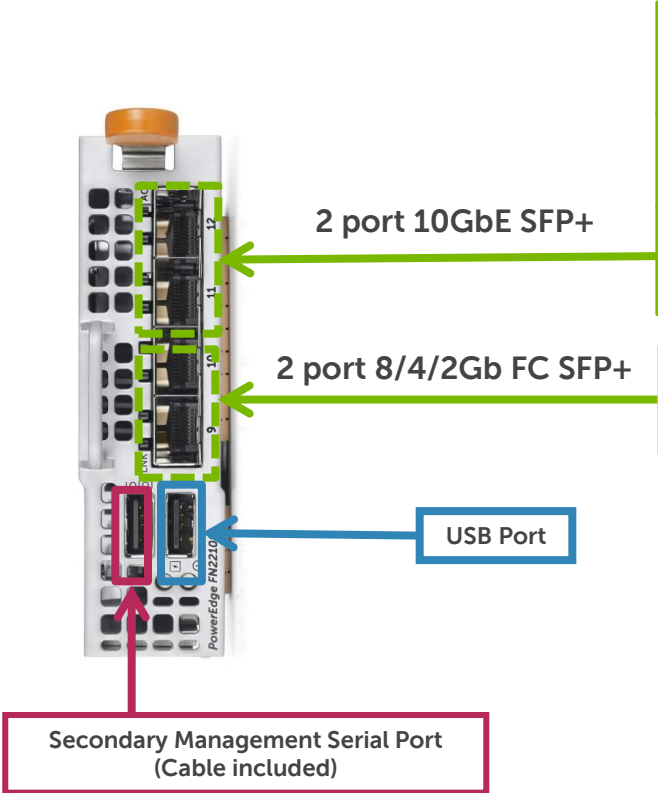 12
2 port 10GbE SFP+
11
10
2 port 8/4/2Gb FC SFP+
9
LNK
USB Port
PowerEdge FN2210
Secondary Management Serial Port
(Cable included)